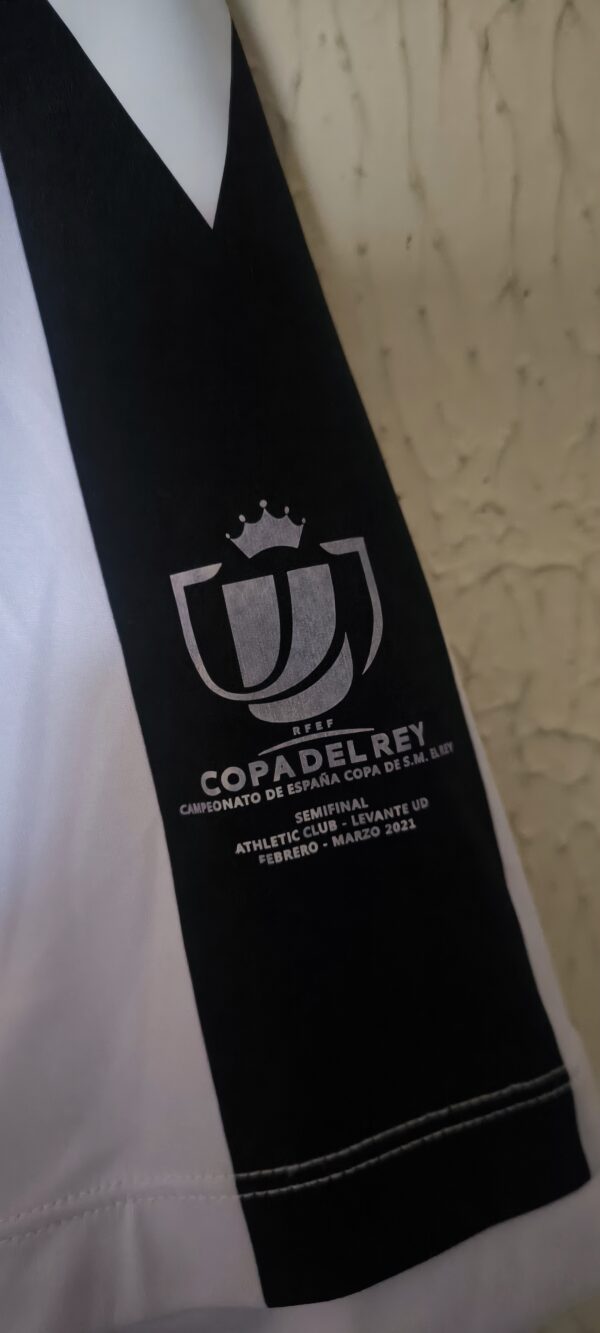 RFEF
COPA DEL REY
CAMPEONATO DE ESPAÑA COPA DE S.M. EL REY
SEMIFINAL
ATHLETIC CLUB - LEVANTE UD
FEBRERO - MARZO 2021